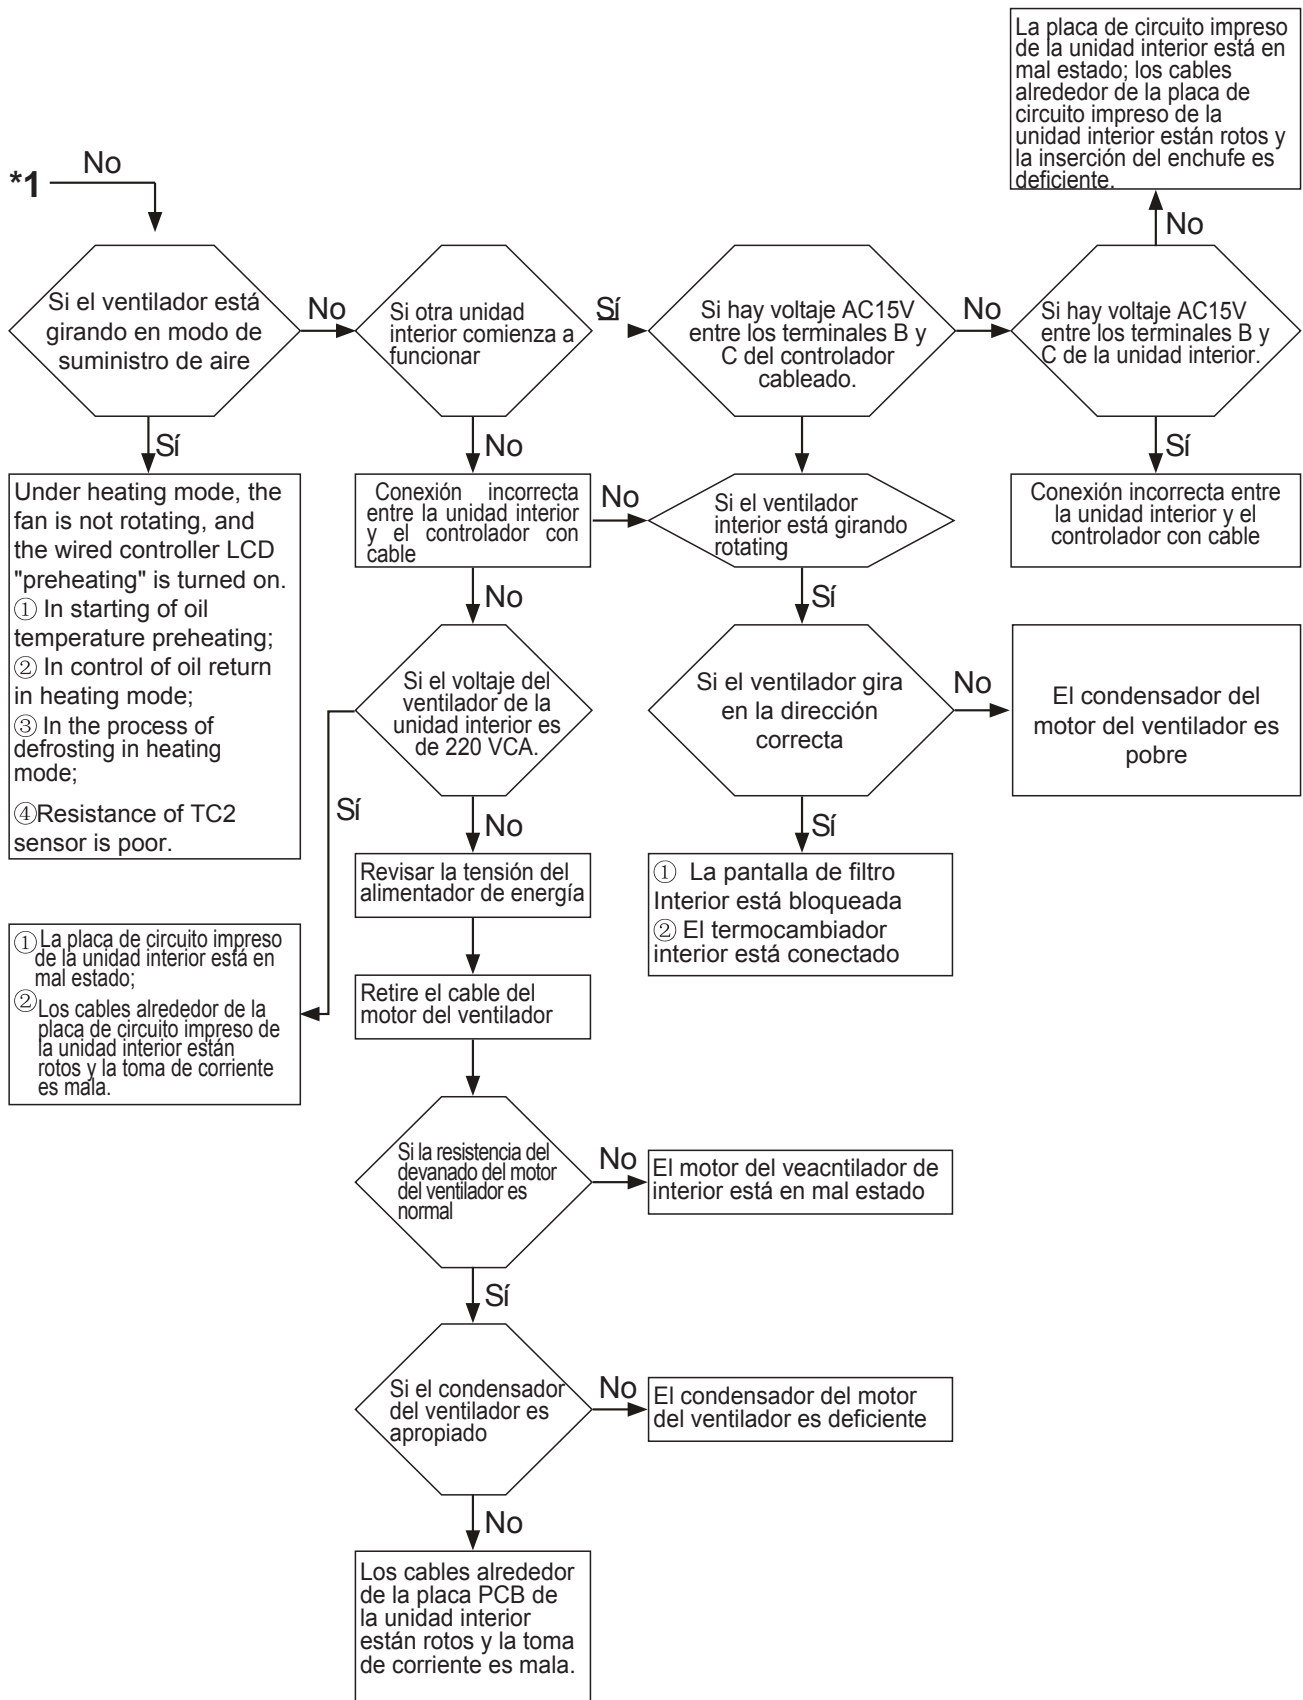 La placa de circuito impreso
de la unidad interior está en
mal estado; los cables
alrededor de la placa de
circuito impreso de la
unidad interior están rotos y
la inserción del enchufe es
deficiente.
No
*1
No
Si el ventilador está
girando en modo de
suministro de aire
No
Si otra unidad
interior comienza a
funcionar
Sí
Si hay voltaje AC15V
entre los terminales B y
C del controlador
cableado.
No
Si hay voltaje AC15V
entre los terminales B y
C de la unidad interior.
Sí
No
Sí
Under heating mode, the
fan is not rotating, and
the wired controller LCD
"preheating" is turned on.
① In starting of oil
temperature preheating;
② In control of oil return
in heating mode;
③ In the process of
defrosting in heating
mode;
④Resistance of TC2
sensor is poor.
Conexión incorrecta
entre la unidad interior
y el controlador con
cable
No
Si el ventilador
interior está girando
rotating
Conexión incorrecta entre
la unidad interior y el
controlador con cable
No
Sí
Si el voltaje del
ventilador de la
unidad interior es
de 220 VCA.
Si el ventilador gira
en la dirección
correcta
No
El condensador del
motor del ventilador es
pobre
Sí
No
Sí
Revisar la tensión del
alimentador de energía
① La pantalla de filtro
Interior está bloqueada
② El termocambiador
interior está conectado
① La placa de circuito impreso
de la unidad interior está en
mal estado;
② Los cables alrededor de la
placa de circuito impreso de
la unidad interior están
rotos y la toma de corriente
es mala.
Retire el cable del
motor del ventilador
Si la resistencia del
devanado del motor
del ventilador es
normal
No
El motor del veacntilador de
interior está en mal estado
Sí
Si el condensador
del ventilador es
apropiado
No
El condensador del motor
del ventilador es deficiente
No
Los cables alrededor
de la placa PCB de
la unidad interior
están rotos y la toma
de corriente es mala.